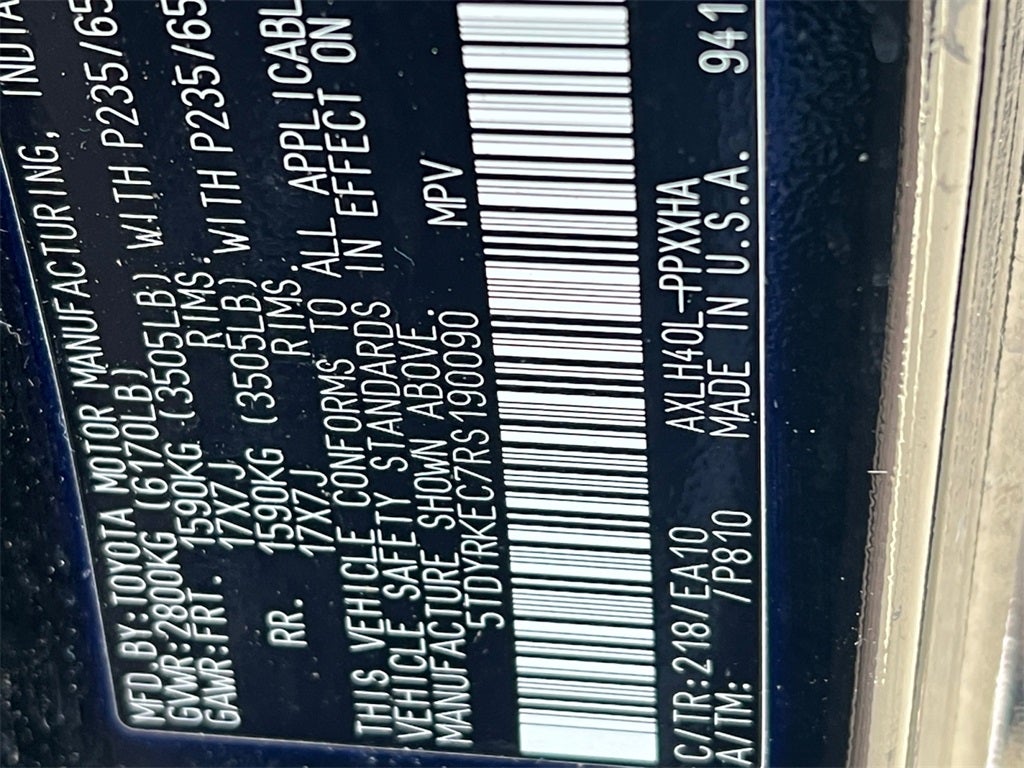 MFD.BY:TOYOTA MOTOR MANUFACTURING, INDIA
GVWR:2800KG (6170LB)
GAWR:FRT. 1590KG (3505LB) WITH P235/65
17X7J RIMS.
RR. 1590KG (3505LB) WITH P235/65
17X7J RIMS.
THIS VEHICLE CONFORMS TO ALL APPLICABL
VEHICLE SAFETY STANDARDS IN EFFECT ON
MANUFACTURE SHOWN ABOVE.
5TDYRKEC7RS190090 MPV
C/TR:218/EA10 AXLH40L-PPXXHA
A/TM: /P810 MADE IN U.S.A. 941